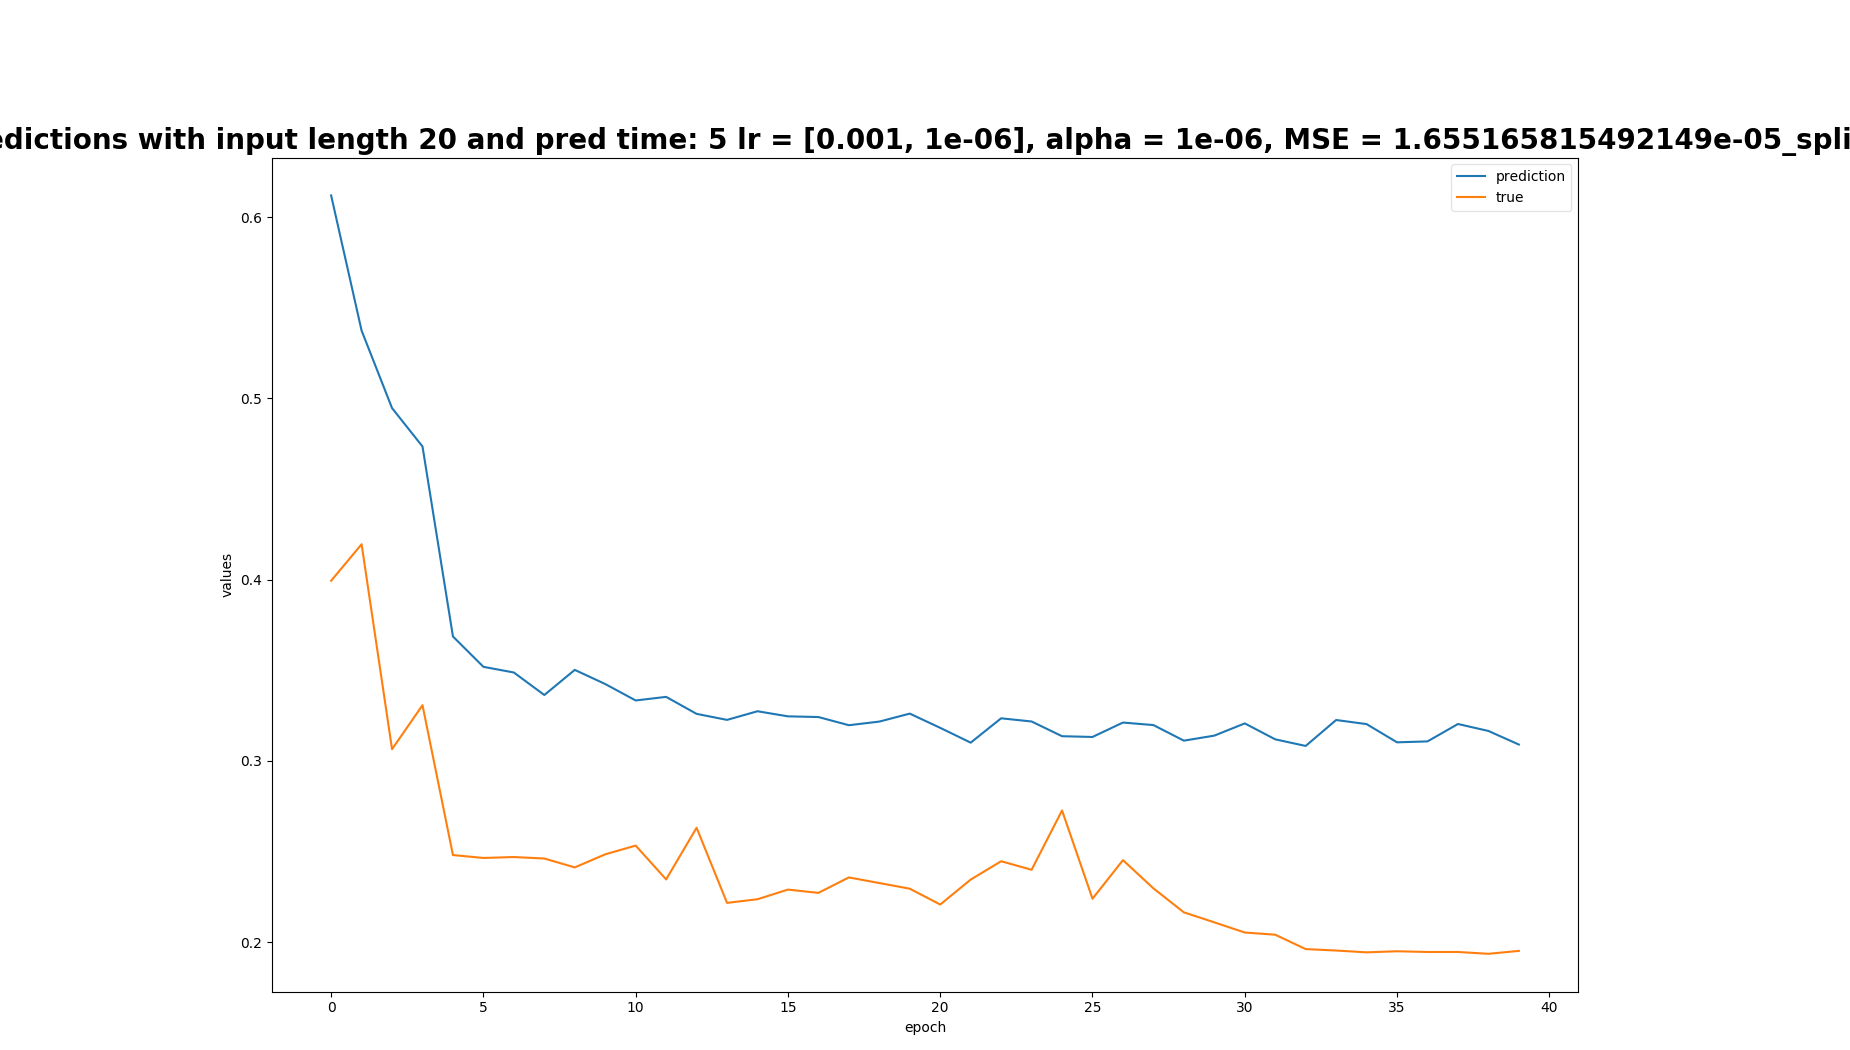 edictions with input length 20 and pred time: 5 lr = [0.001, 1e-06], alpha = 1e-06, MSE = 1.655165815492149e-05_spli
prediction
true
0.6
0.5
0.4
0.3
0.2
values
0 5 10 15 20 25 30 35 40
epoch